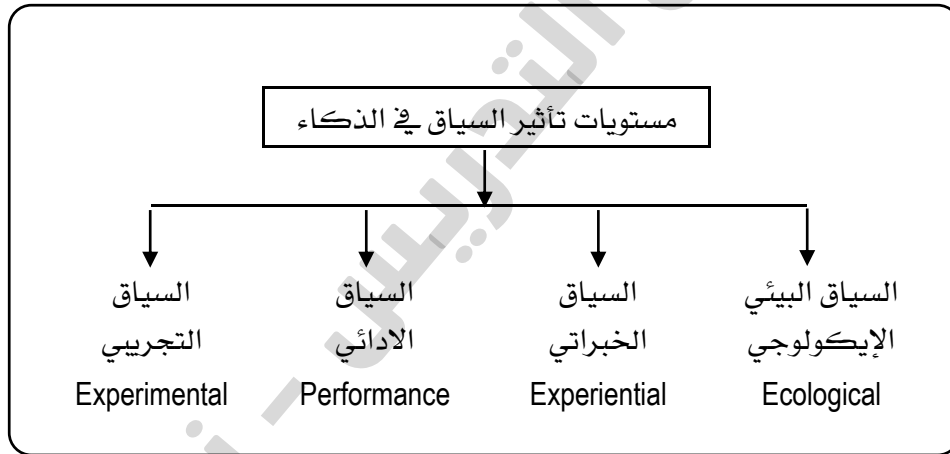 مستويات تأثير السياق في الذكاء
السياق البيئي
الإيكولوجي
Ecological
السياق
الخبراتي
Experiential
السياق
الادائي
Performance
السياق
التجريبي
Experimental